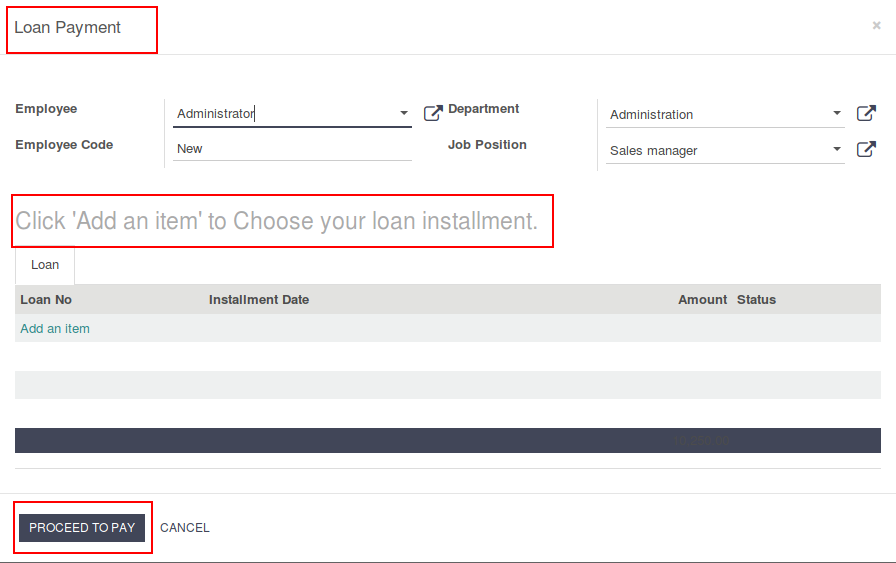 Loan Payment
×
Employee
Administrator
Department
Administration
Employee Code
New
Job Position
Sales manager
Click 'Add an item' to Choose your loan installment.
Loan
Loan No Installment Date Amount Status
Add an item
PROCEED TO PAY CANCEL